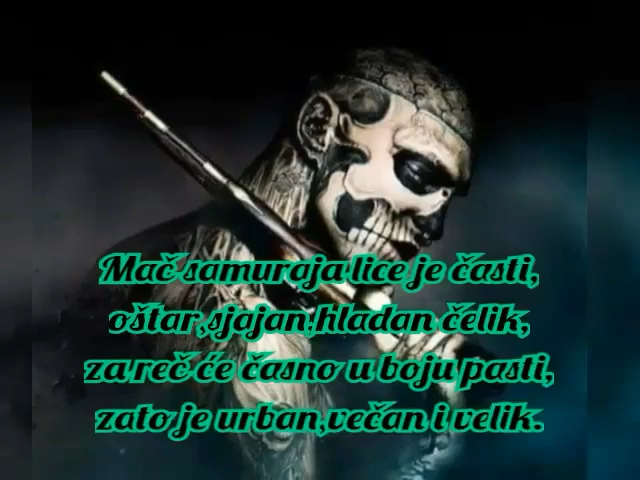 Mač samuraja lice je časti,
oštar,sjajan,hladan čelik,
za reč će časno u boju pasti,
zato je urban,večan i velik.